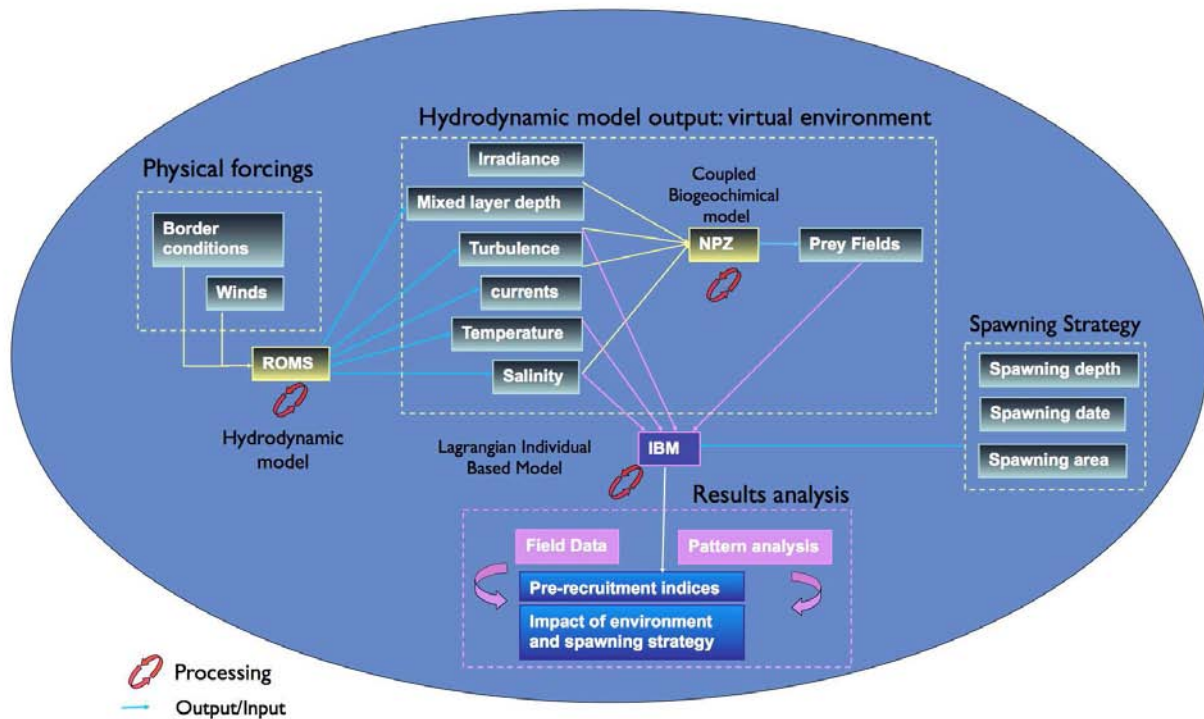 Hydrodynamic model output: virtual environment
Physical forcings
Border
conditions
Winds
ROMS
Hydrodynamic
model
Irradiance
Mixed layer depth
Turbulence
currents
Temperature
Salinity
Coupled
Biogeochimical
model
NPZ
Prey Fields
Spawning Strategy
Spawning depth
Spawning date
Spawning area
Lagrangian Individual
Based Model
IBM
Results analysis
Field Data
Pattern analysis
Pre-recruitment indices
Impact of environment
and spawning strategy
Processing
Output/Input